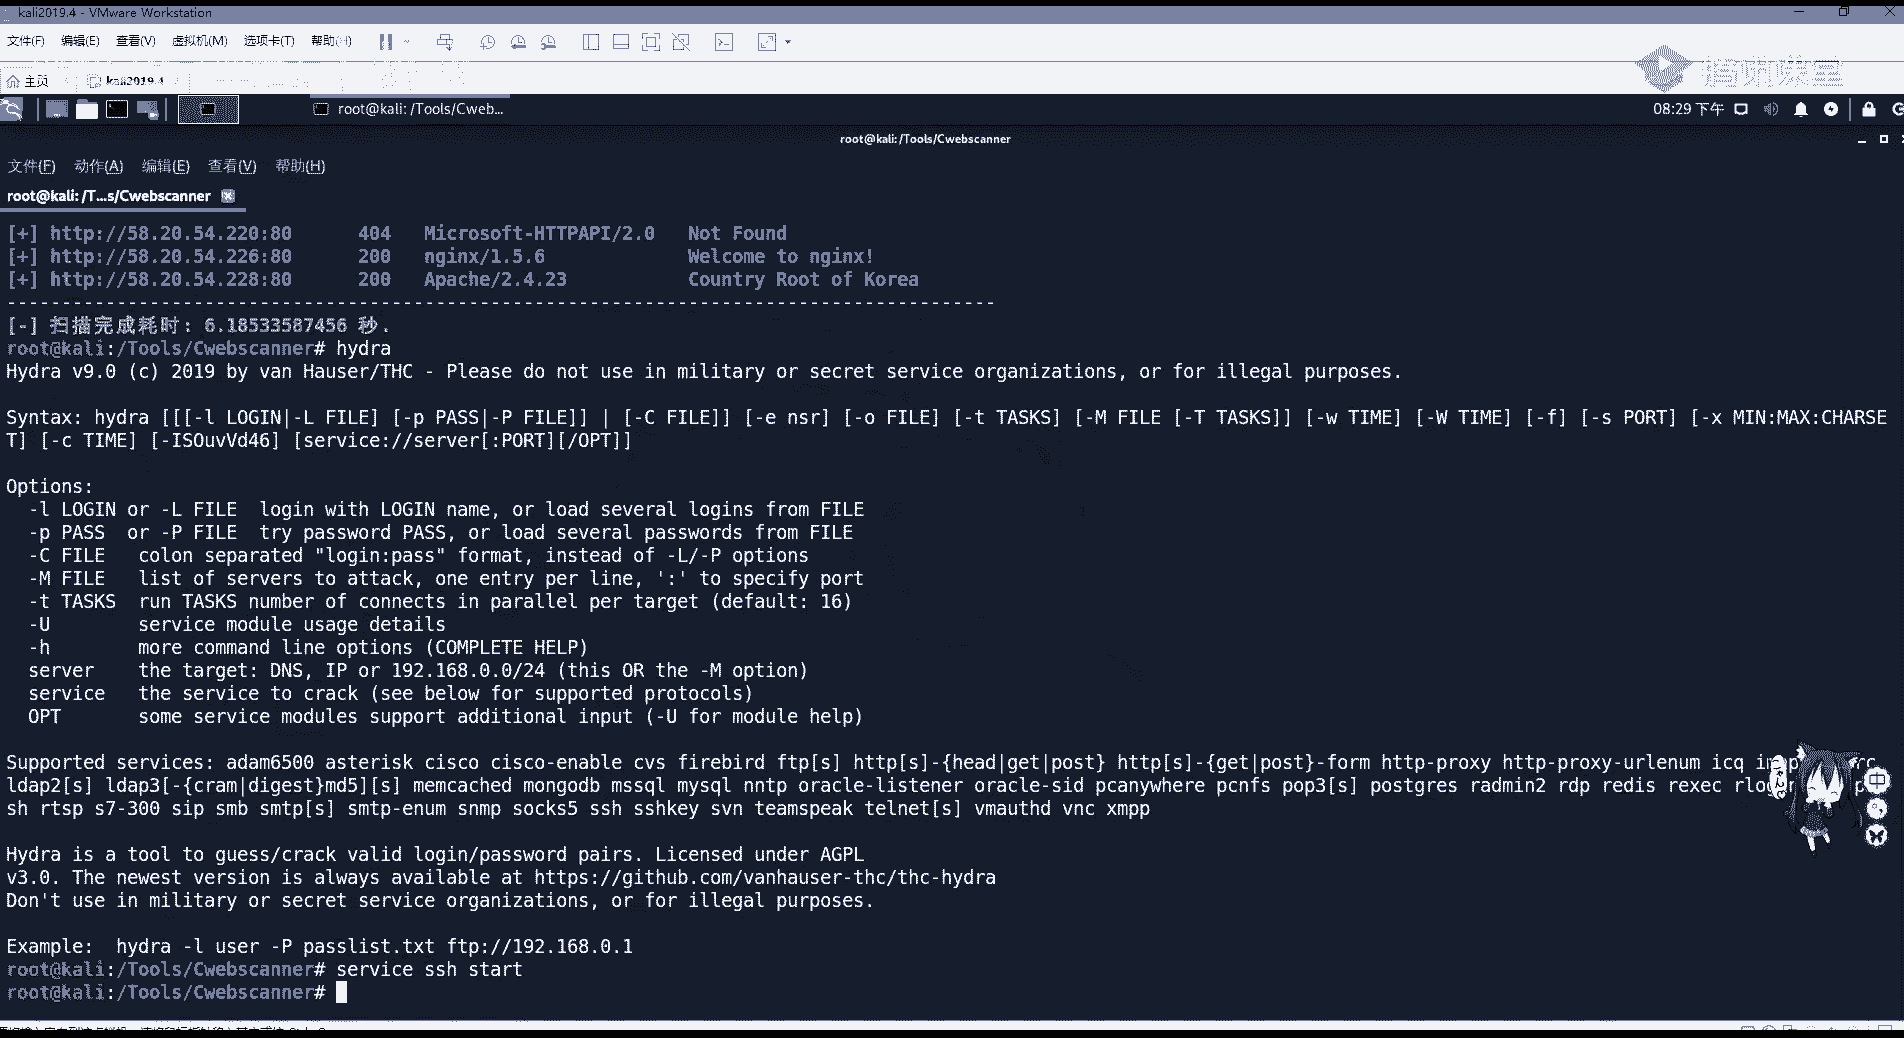 kali2019.4 - VMware Workstation
文件(F) 编辑(E) 查看(V) 虚拟机(M) 选项卡(T) 帮助(H)
主页 kali2019.4
腾讯课堂
root@kali: /Tools/Cweb... 08:29 下午
root@kali: /Tools/Cwebscanner
文件(F) 动作(A) 编辑(E) 查看(V) 帮助(H)
root@kali: /T...s/Cwebscanner
[+] http://58.20.54.220:80 404 Microsoft-HTTPAPI/2.0 Not Found
[+] http://58.20.54.226:80 200 nginx/1.5.6 Welcome to nginx!
[+] http://58.20.54.228:80 200 Apache/2.4.23 Country Root of Korea
------------------------------------------------------------------------------------------
[-] 扫描完成耗时: 6.18533587456 秒.
root@kali:/Tools/Cwebscanner# hydra
Hydra v9.0 (c) 2019 by van Hauser/THC - Please do not use in military or secret service organizations, or for illegal purposes.
Syntax: hydra [[[-l LOGIN|-L FILE] [-p PASS|-P FILE]] | [-C FILE]] [-e nsr] [-o FILE] [-t TASKS] [-M FILE [-T TASKS]] [-w TIME] [-W TIME] [-f] [-s PORT] [-x MIN:MAX:CHARSE
T] [-c TIME] [-ISOuvVd46] [service://server[:PORT][/OPT]]
Options:
-l LOGIN or -L FILE login with LOGIN name, or load several logins from FILE
-p PASS or -P FILE try password PASS, or load several passwords from FILE
-C FILE colon separated "login:pass" format, instead of -L/-P options
-M FILE list of servers to attack, one entry per line, ':' to specify port
-t TASKS run TASKS number of connects in parallel per target (default: 16)
-U service module usage details
-h more command line options (COMPLETE HELP)
server the target: DNS, IP or 192.168.0.0/24 (this OR the -M option)
service the service to crack (see below for supported protocols)
OPT some service modules support additional input (-U for module help)
Supported services: adam6500 asterisk cisco cisco-enable cvs firebird ftp[s] http[s]-{head|get|post} http[s]-{get|post}-form http-proxy http-proxy-urlenum icq
ldap2[s] ldap3[-{cram|digest}md5][s] memcached mongodb mssql mysql nntp oracle-listener oracle-sid pcanywhere pcnfs pop3[s] postgres radmin2 rdp redis rexec
sh rtsp s7-300 sip smb smtp[s] smtp-enum snmp socks5 ssh sshkey svn teamspeak telnet[s] vmauthd vnc xmpp
中
Hydra is a tool to guess/crack valid login/password pairs. Licensed under AGPL
v3.0. The newest version is always available at https://github.com/vanhauser-thc/thc-hydra
Don't use in military or secret service organizations, or for illegal purposes.
Example: hydra -l user -P passlist.txt ftp://192.168.0.1
root@kali:/Tools/Cwebscanner# service ssh start
root@kali:/Tools/Cwebscanner#